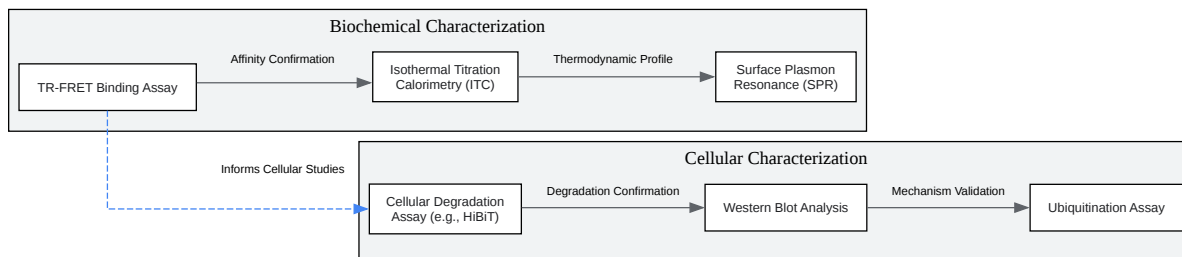 Biochemical Characterization
Affinity Confirmation
Thermodynamic Profile
TR-FRET Binding Assay
Isothermal Titration
Calorimetry (ITC)
Surface Plasmon
Resonance (SPR)
Informs Cellular Studies
Cellular Characterization
Degradation Confirmation
Mechanism Validation
Cellular Degradation
Assay (e.g., HiBiT)
Western Blot Analysis
Ubiquitination Assay